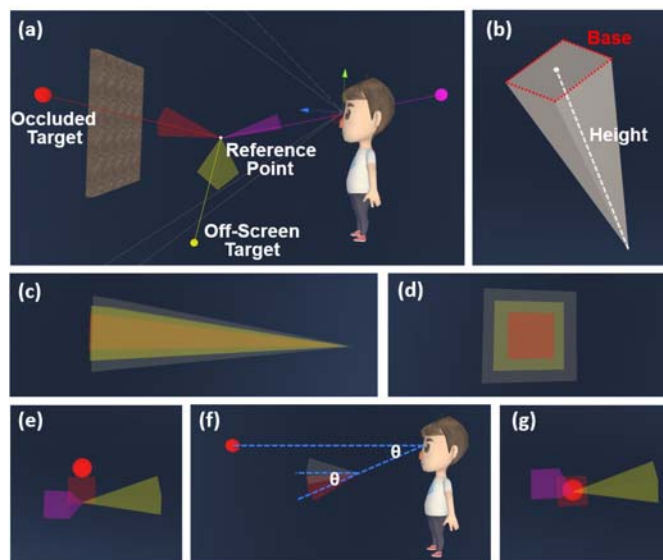 (a)
Occluded
Target
Reference
Point
Off-Screen
Target
(b)
Base
Height
(c)
(d)
(e)
(f)
θ
θ
(g)